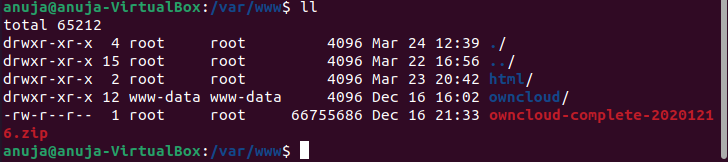 anuja@anuja-VirtualBox:/var/www$ ll
total 65212
drwxr-xr-x  4 root     root         4096 Mar 24 12:39 ./
drwxr-xr-x 15 root     root         4096 Mar 22 16:56 ../
drwxr-xr-x  2 root     root         4096 Mar 23 20:42 html/
drwxr-xr-x 12 www-data www-data     4096 Dec 16 16:02 owncloud/
-rw-r--r--  1 root     root     66755686 Dec 16 21:33 owncloud-complete-2020121
6.zip
anuja@anuja-VirtualBox:/var/www$